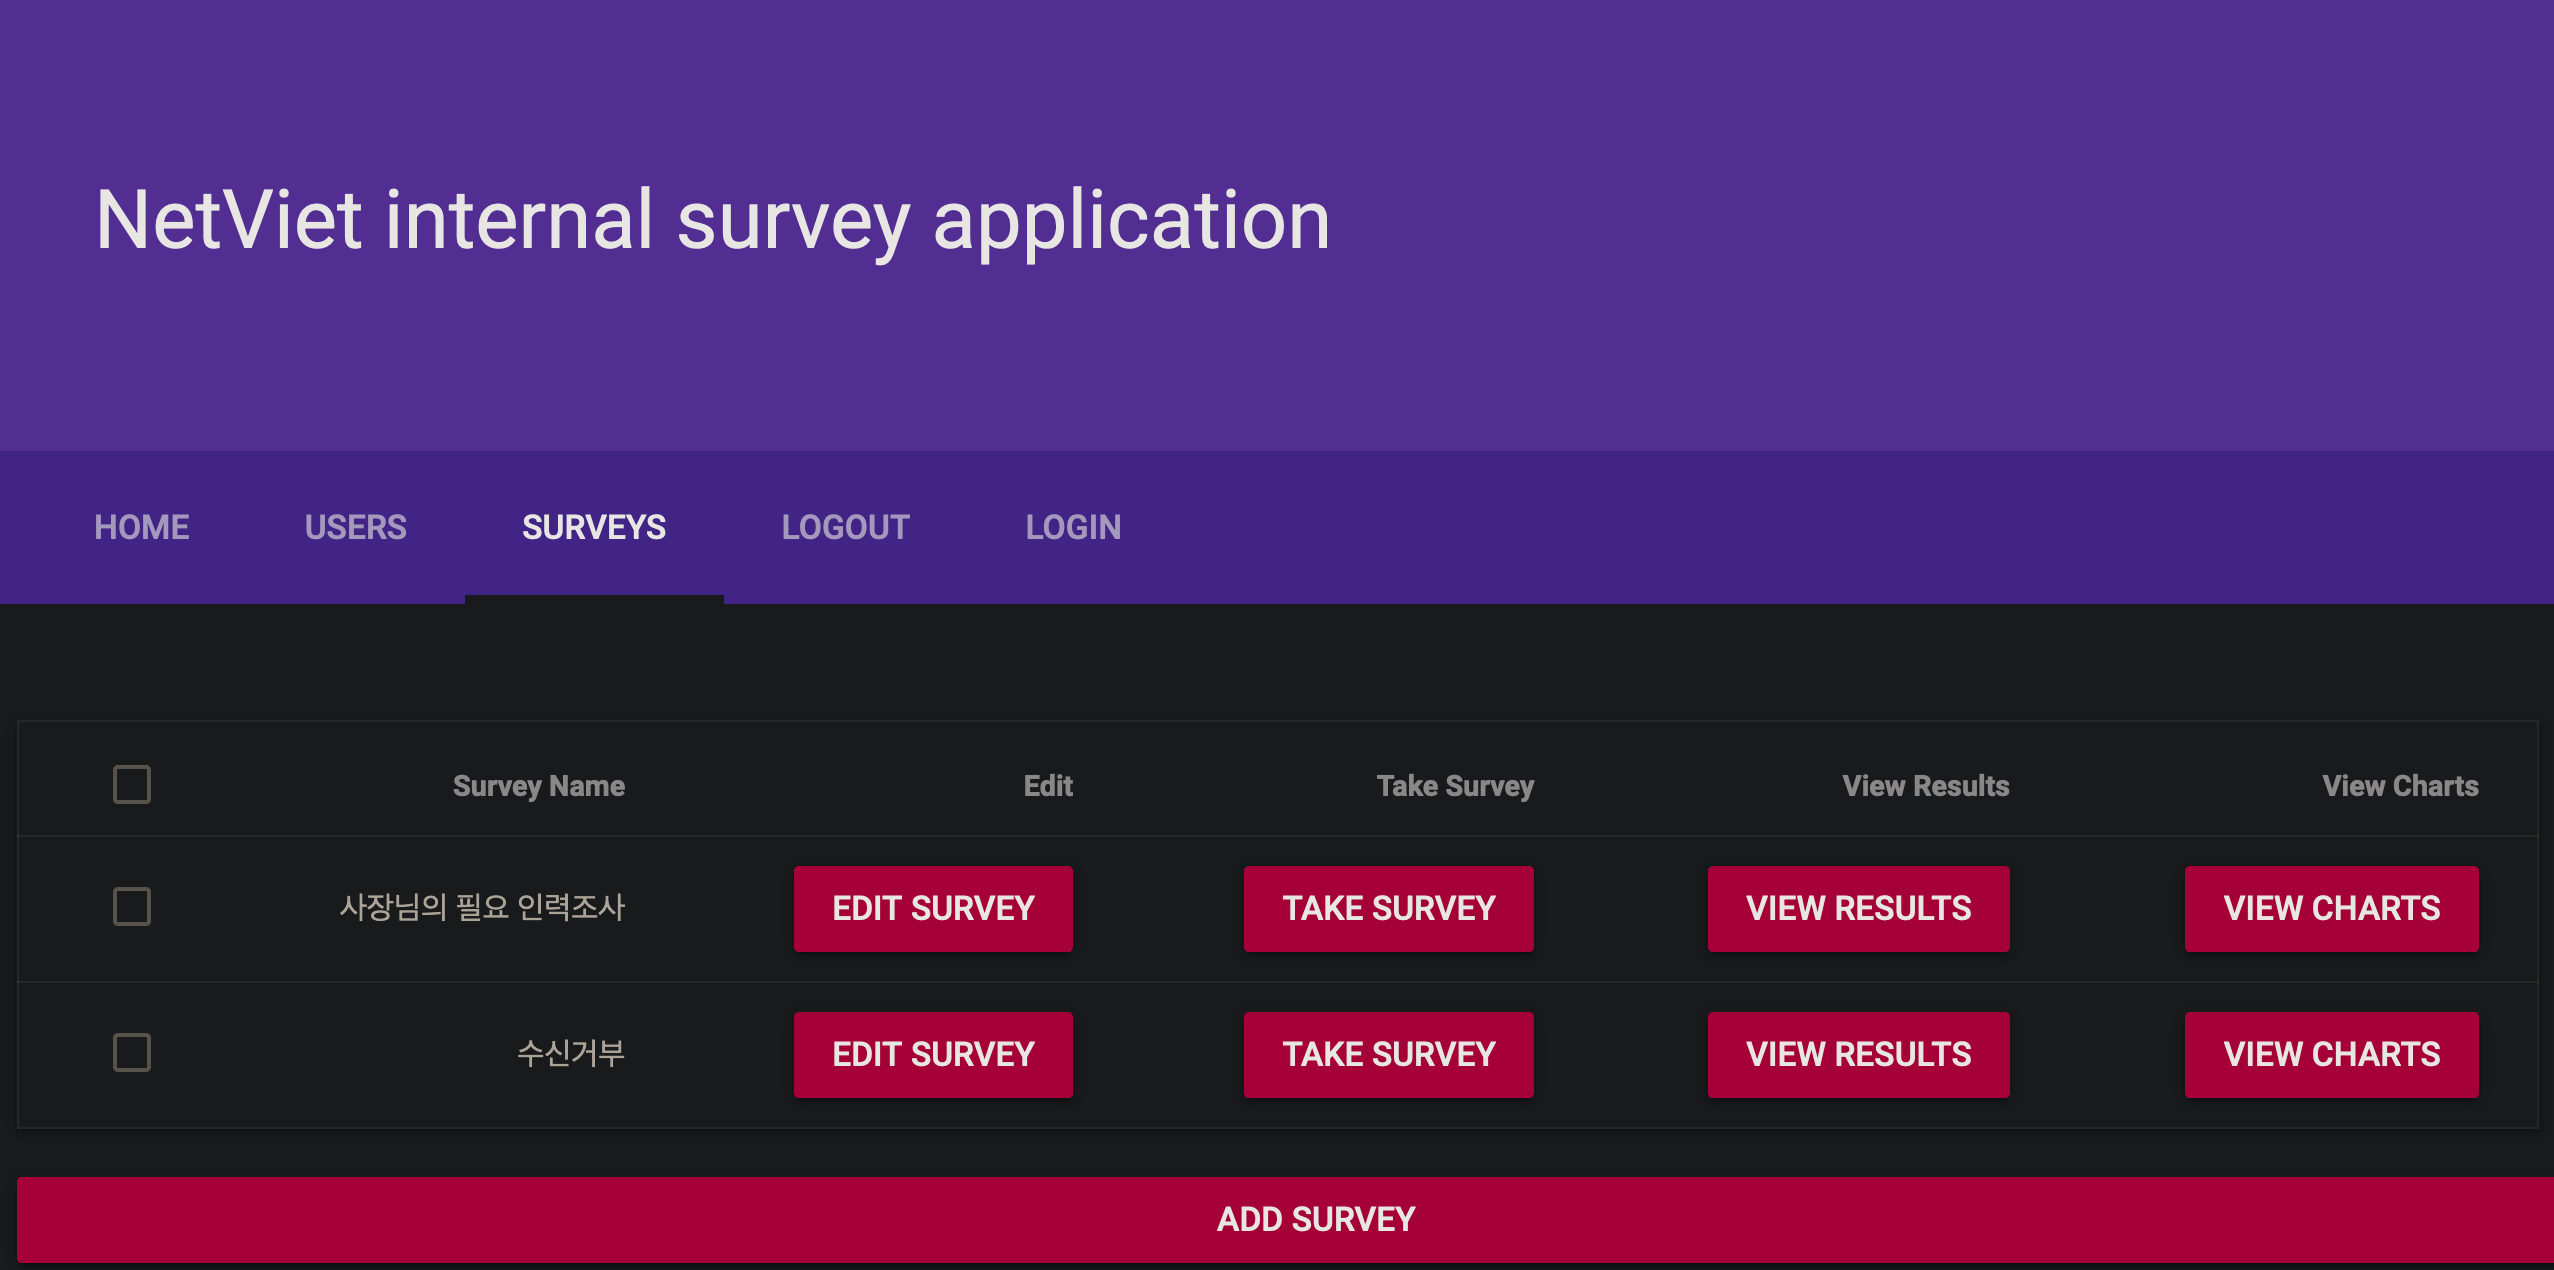 NetViet internal survey application
HOME USERS SURVEYS LOGOUT LOGIN
Survey Name Edit Take Survey View Results View Charts
사장님의 필요 인력조사 EDIT SURVEY TAKE SURVEY VIEW RESULTS VIEW CHARTS
수신거부 EDIT SURVEY TAKE SURVEY VIEW RESULTS VIEW CHARTS
ADD SURVEY